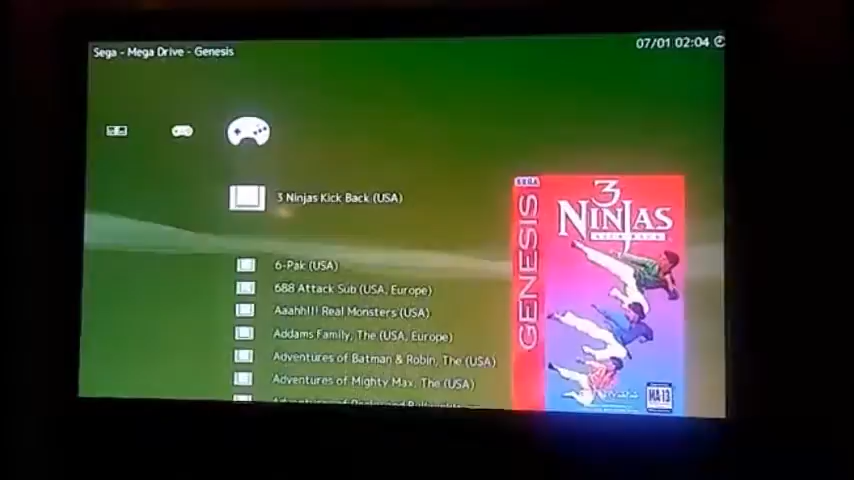 Sega - Mega Drive - Genesis
07/01 02:04
3 Ninjas Kick Back (USA)
6-Pak (USA)
688 Attack Sub (USA, Europe)
Aaahh!!! Real Monsters (USA)
Addams Family, The (USA, Europe)
Adventures of Batman & Robin, The (USA)
Adventures of Mighty Max, The (USA)
SEGA
GENESIS
3
NINJAS
KICK BACK
MA-13